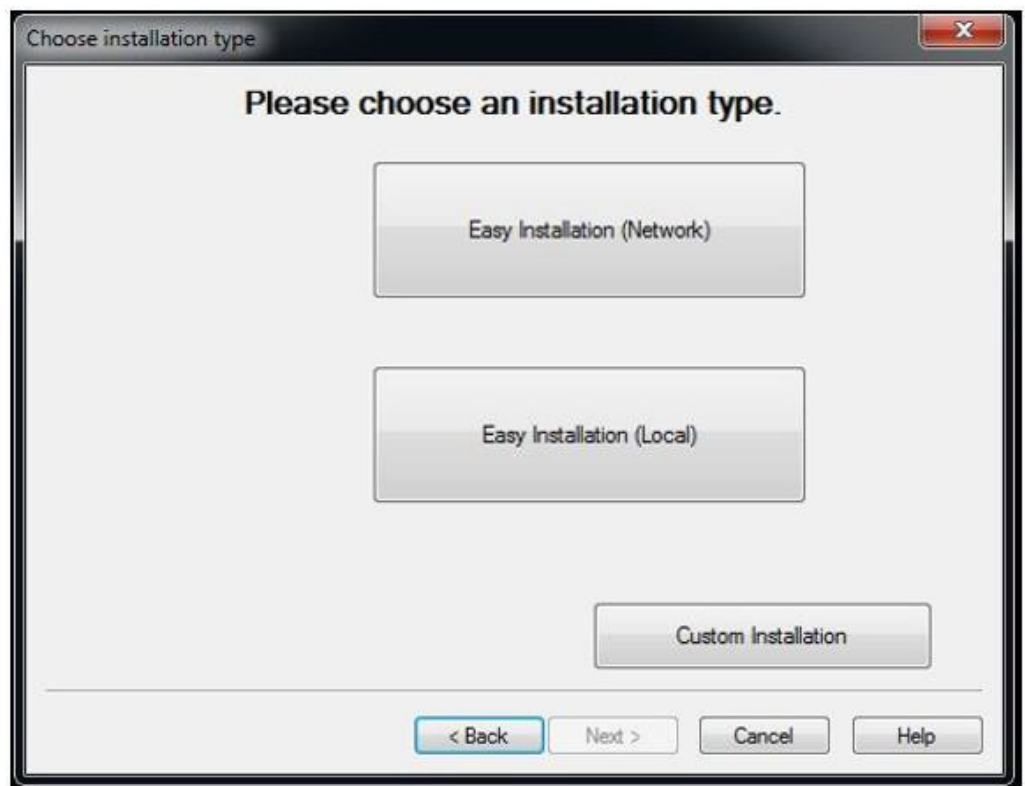 Choose installation type
Please choose an installation type.
Easy Installation (Network)
Easy Installation (Local)
Custom Installation
< Back Next > Cancel Help